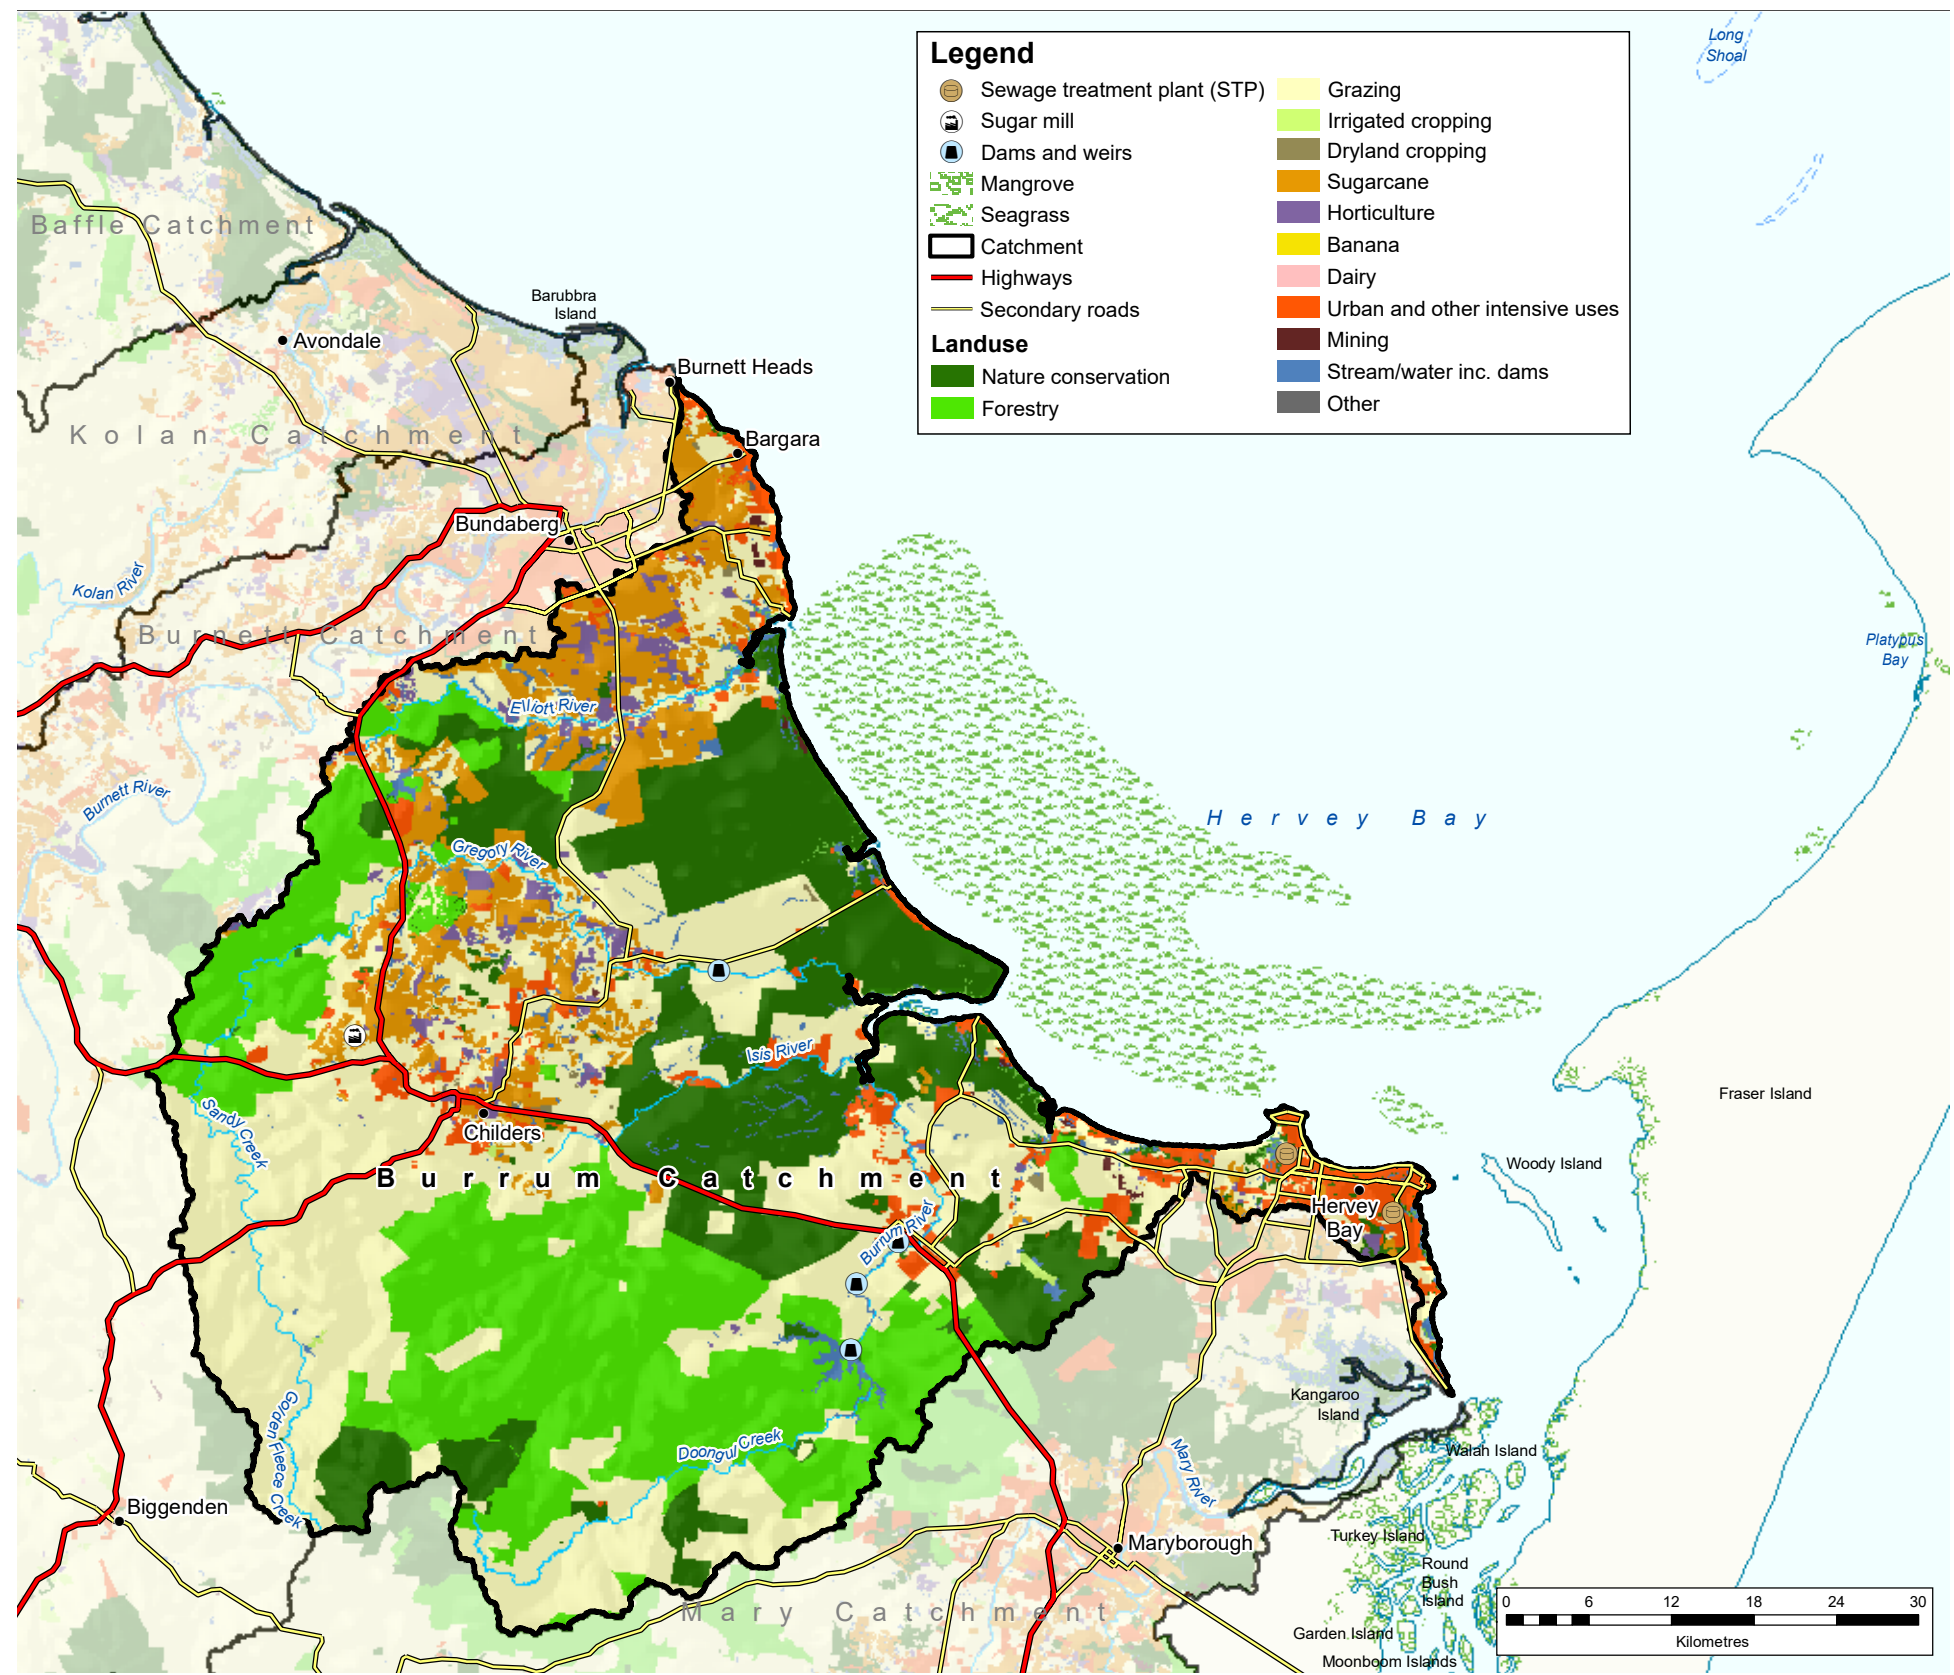 Long
Shoal
Legend
Sewage treatment plant (STP)
Sugar mill
Dams and weirs
Mangrove
Seagrass
Catchment
Highways
Secondary roads
Landuse
Nature conservation
Forestry
Grazing
Irrigated cropping
Dryland cropping
Sugarcane
Horticulture
Banana
Dairy
Urban and other intensive uses
Mining
Stream/water inc. dams
Other
Baffle Catchment
Barubbra
Island
Avondale
Burnett Heads
Kolan Catchment
Bargara
Bundaberg
Kolan River
Burnett Catchment
Platypus
Bay
Elliott River
Burnett River
Hervey Bay
Gregory River
Isis River
Fraser Island
Sandy Creek
Childers
Woody Island
Burrum Catchment
Hervey
Bay
Burrum River
Kangaroo
Island
Golden Fleece Creek
Doongul Creek
Walah Island
Mary River
Biggenden
Maryborough
Turkey Island
Round
Bush
Island
Mary Catchment
Garden Island
Moonboom Islands
0 6 12 18 24 30
Kilometres